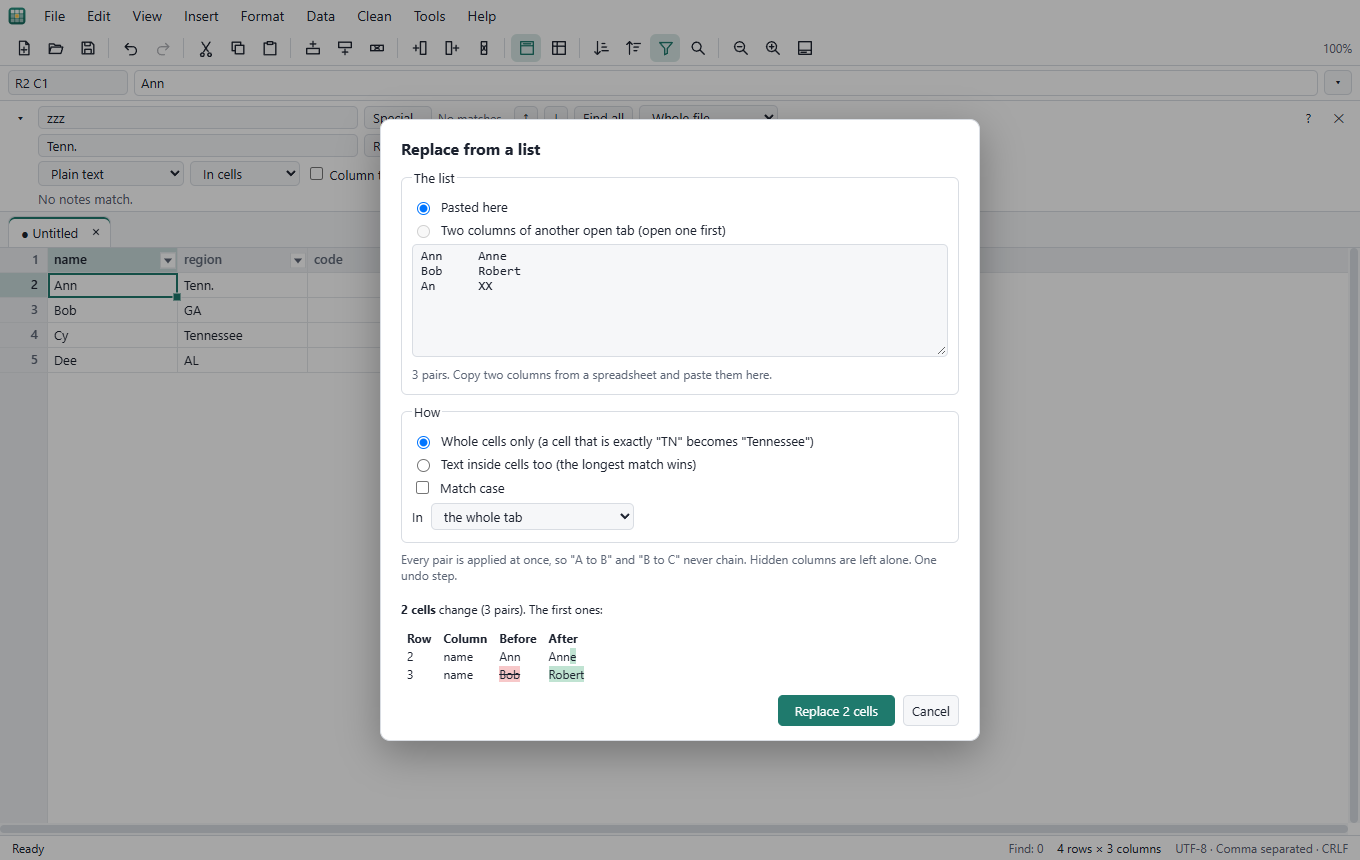 File Edit View Insert Format Data Clean Tools Help
100%
R2 C1 Ann
zzz Special No matches Find all Whole file
?
Tenn. R
Plain text In cells Column t
No notes match.
● Untitled ×
1 name region code
2 Ann Tenn.
3 Bob GA
4 Cy Tennessee
5 Dee AL
Replace from a list
The list
Pasted here
Two columns of another open tab (open one first)
Ann Anne
Bob Robert
An XX
3 pairs. Copy two columns from a spreadsheet and paste them here.
How
Whole cells only (a cell that is exactly "TN" becomes "Tennessee")
Text inside cells too (the longest match wins)
Match case
In the whole tab
Every pair is applied at once, so "A to B" and "B to C" never chain. Hidden columns are left alone. One
undo step.
2 cells change (3 pairs). The first ones:
Row Column Before After
2 name Ann Anne
3 name Bob Robert
Replace 2 cells Cancel
Ready Find: 0 4 rows × 3 columns UTF-8 · Comma separated · CRLF